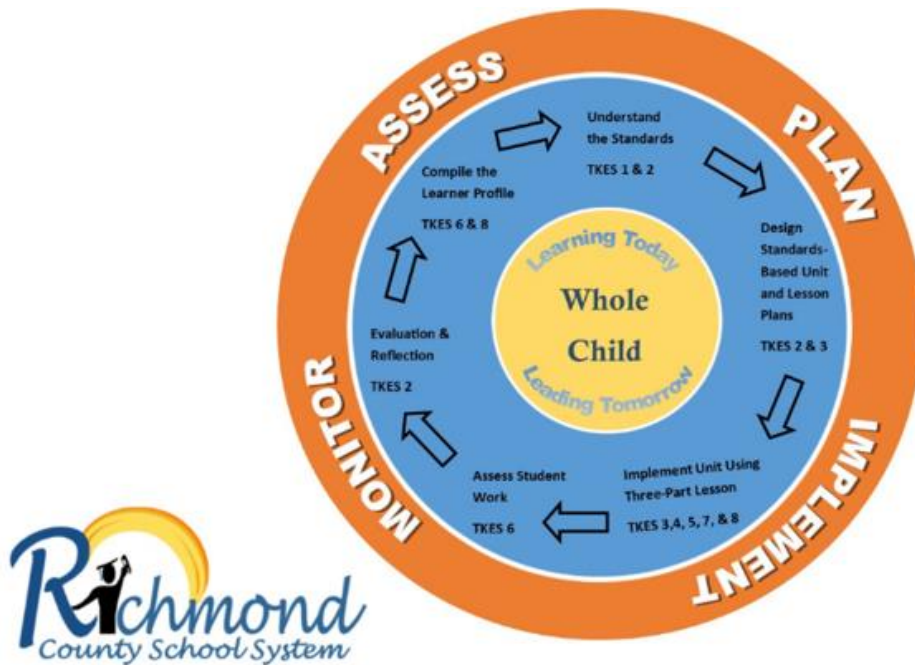 ASSESS
PLAN
IMPLEMENT
MONITOR
Understand
the Standards
TKES 1 & 2
Design
Standards-
Based Unit
and Lesson
Plans
TKES 2 & 3
Implement Unit Using
Three-Part Lesson
TKES 3,4, 5, 7, & 8
Assess Student
Work
TKES 6
Evaluation &
Reflection
TKES 2
Compile the
Learner Profile
TKES 6 & 8
Learning Today
Whole
Child
Leading Tomorrow
Richmond
County School System